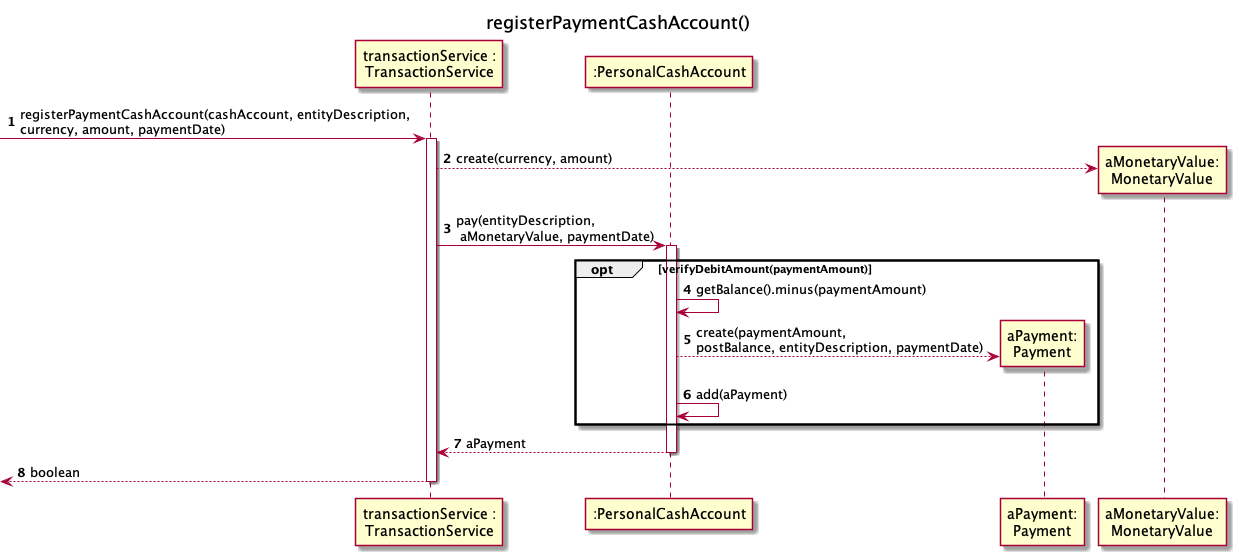 registerPaymentCashAccount()
transactionService :
TransactionService
:PersonalCashAccount
1 registerPaymentCashAccount(cashAccount, entityDescription,
currency, amount, paymentDate)
2 create(currency, amount)
aMonetaryValue:
MonetaryValue
3 pay(entityDescription,
aMonetaryValue, paymentDate)
opt [verifyDebitAmount(paymentAmount)]
4 getBalance().minus(paymentAmount)
5 create(paymentAmount,
postBalance, entityDescription, paymentDate)
aPayment:
Payment
6 add(aPayment)
7 aPayment
8 boolean
transactionService :
TransactionService
:PersonalCashAccount
aPayment:
Payment
aMonetaryValue:
MonetaryValue